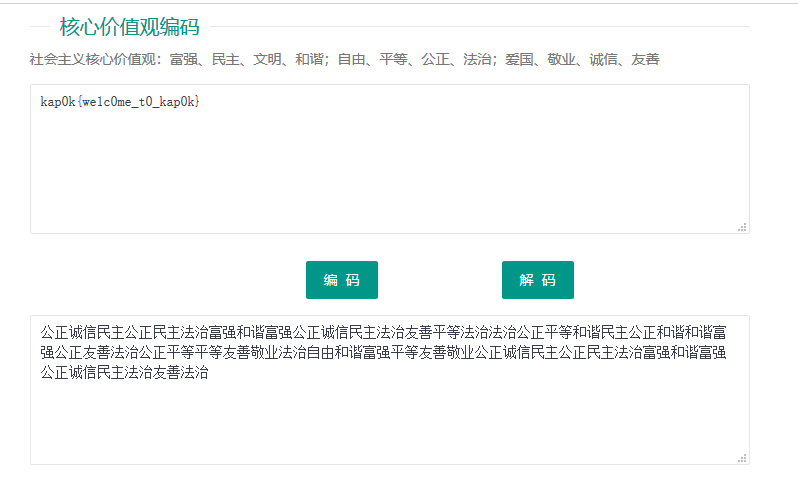 核心价值观编码
社会主义核心价值观：富强、民主、文明、和谐；自由、平等、公正、法治；爱国、敬业、诚信、友善
kap0k{we1c0me_t0_kap0k}
编 码 解 码
公正诚信民主公正民主法治富强和谐富强公正诚信民主法治友善平等法治法治公正平等和谐民主公正和谐和谐富
强公正友善法治公正平等平等友善敬业法治自由和谐富强平等友善敬业公正诚信民主公正民主法治富强和谐富强
公正诚信民主法治友善法治